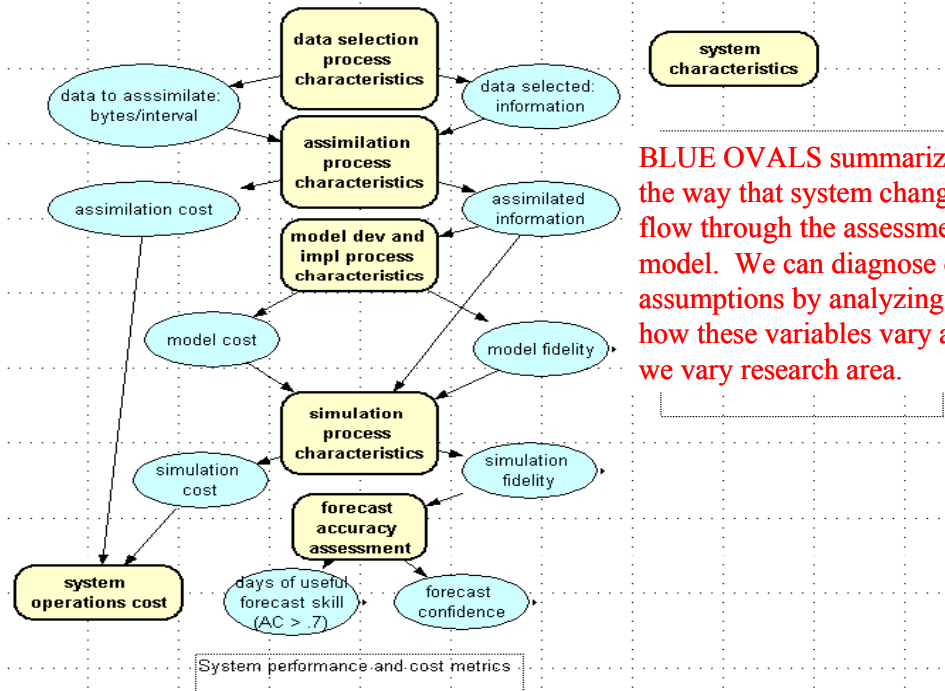 data selection
process
characteristics
system
characteristics
data to asssimilate:
bytes/interval
data selected:
information
assimilation
process
characteristics
BLUE OVALS summariz
the way that system chang
flow through the assessme
model. We can diagnose
assumptions by analyzing
how these variables vary a
we vary research area.
assimilation cost
assimilated
information
model dev and
impl process
characteristics
model cost
model fidelity
simulation
process
characteristics
simulation
cost
simulation
fidelity
forecast
accuracy
assessment
system
operations cost
days of useful
forecast skill
(AC > .7)
forecast
confidence
System performance and cost metrics